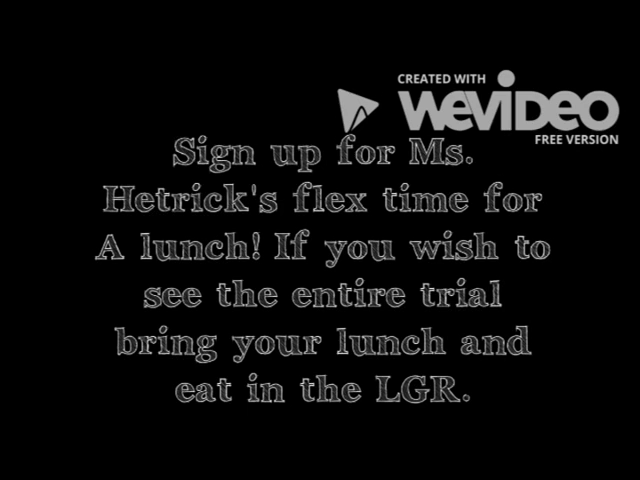 CREATED WITH
WEVIDEO
FREE VERSION
Sign up for Ms.
Hetrick's flex time for
A lunch! If you wish to
see the entire trial
bring your lunch and
eat in the LGR.